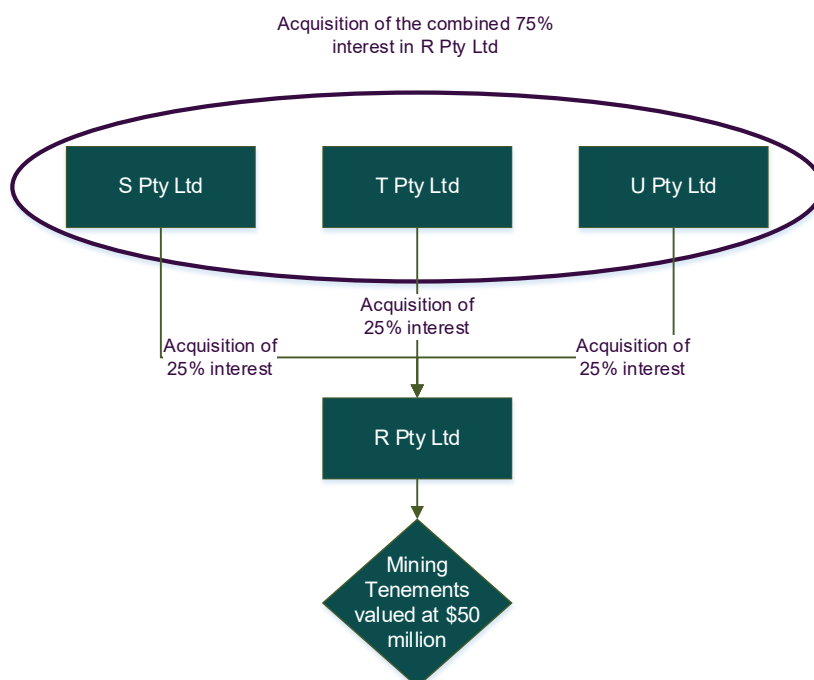 Acquisition of the combined 75%
interest in R Pty Ltd
S Pty Ltd
T Pty Ltd
U Pty Ltd
Acquisition of
25% interest
Acquisition of
25% interest
Acquisition of
25% interest
R Pty Ltd
Mining
Tenements
valued at $50
million